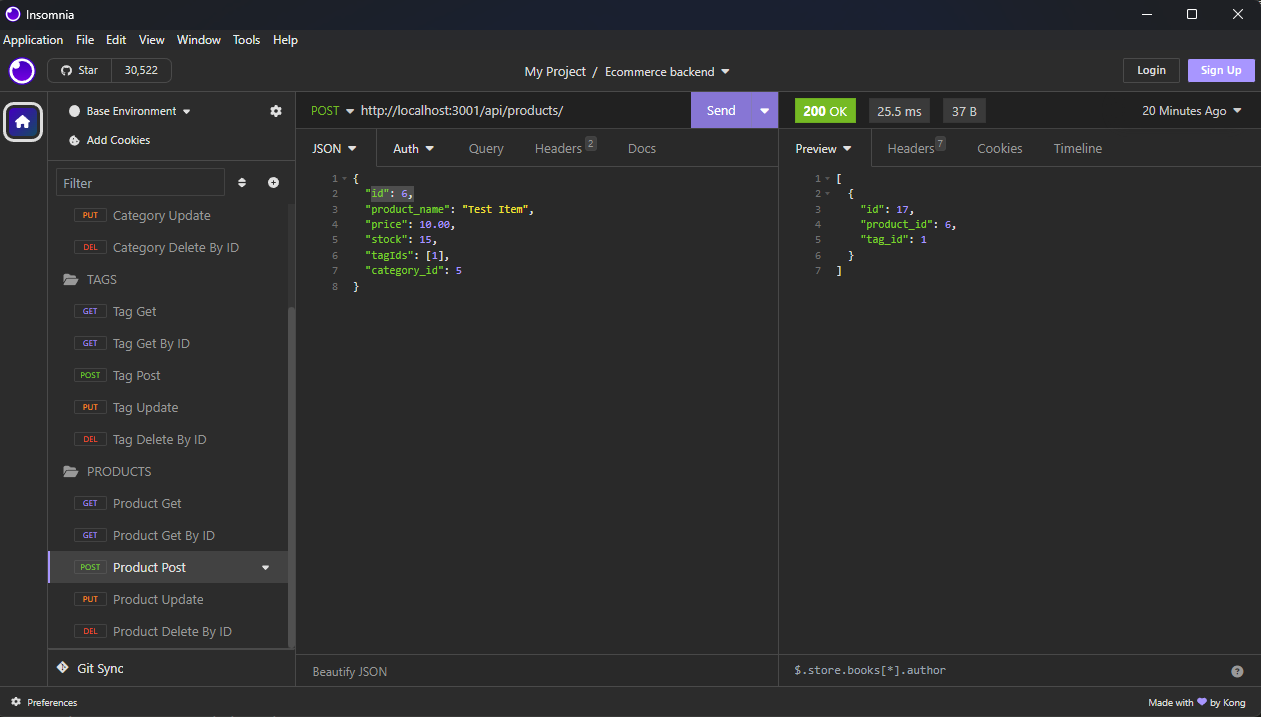 Insomnia
Application File Edit View Window Tools Help
Star 30,522
My Project / Ecommerce backend
Login Sign Up
Base Environment
Add Cookies
Filter
PUT Category Update
DEL Category Delete By ID
TAGS
GET Tag Get
GET Tag Get By ID
POST Tag Post
PUT Tag Update
DEL Tag Delete By ID
PRODUCTS
GET Product Get
GET Product Get By ID
POST Product Post
PUT Product Update
DEL Product Delete By ID
Git Sync
POST http://localhost:3001/api/products/ Send
JSON Auth Query Headers 2 Docs
1 {
2 "id": 6,
3 "product_name": "Test Item",
4 "price": 10.00,
5 "stock": 15,
6 "tagIds": [1],
7 "category_id": 5
8 }
Beautify JSON
200 OK 25.5 ms 37 B 20 Minutes Ago
Preview Headers 7 Cookies Timeline
1 [
2 {
3 "id": 17,
4 "product_id": 6,
5 "tag_id": 1
6 }
7 ]
$.store.books[*].author ?
Preferences
Made with 💜 by Kong